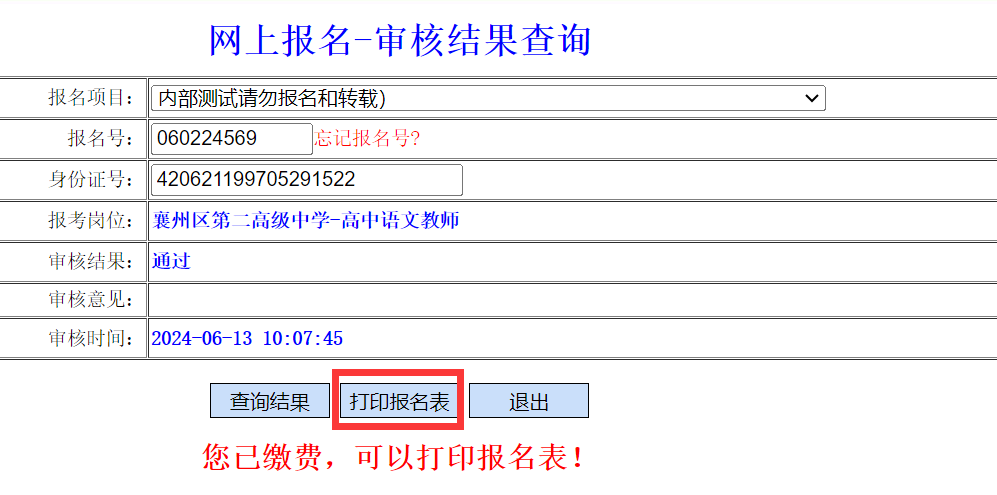 网上报名-审核结果查询
报名项目： 内部测试请勿报名和转载）
报名号： 060224569 忘记报名号?
身份证号： 420621199705291522
报考岗位： 襄州区第二高级中学-高中语文教师
审核结果： 通过
审核意见：
审核时间： 2024-06-13 10:07:45
查询结果 打印报名表 退出
您已缴费，可以打印报名表！